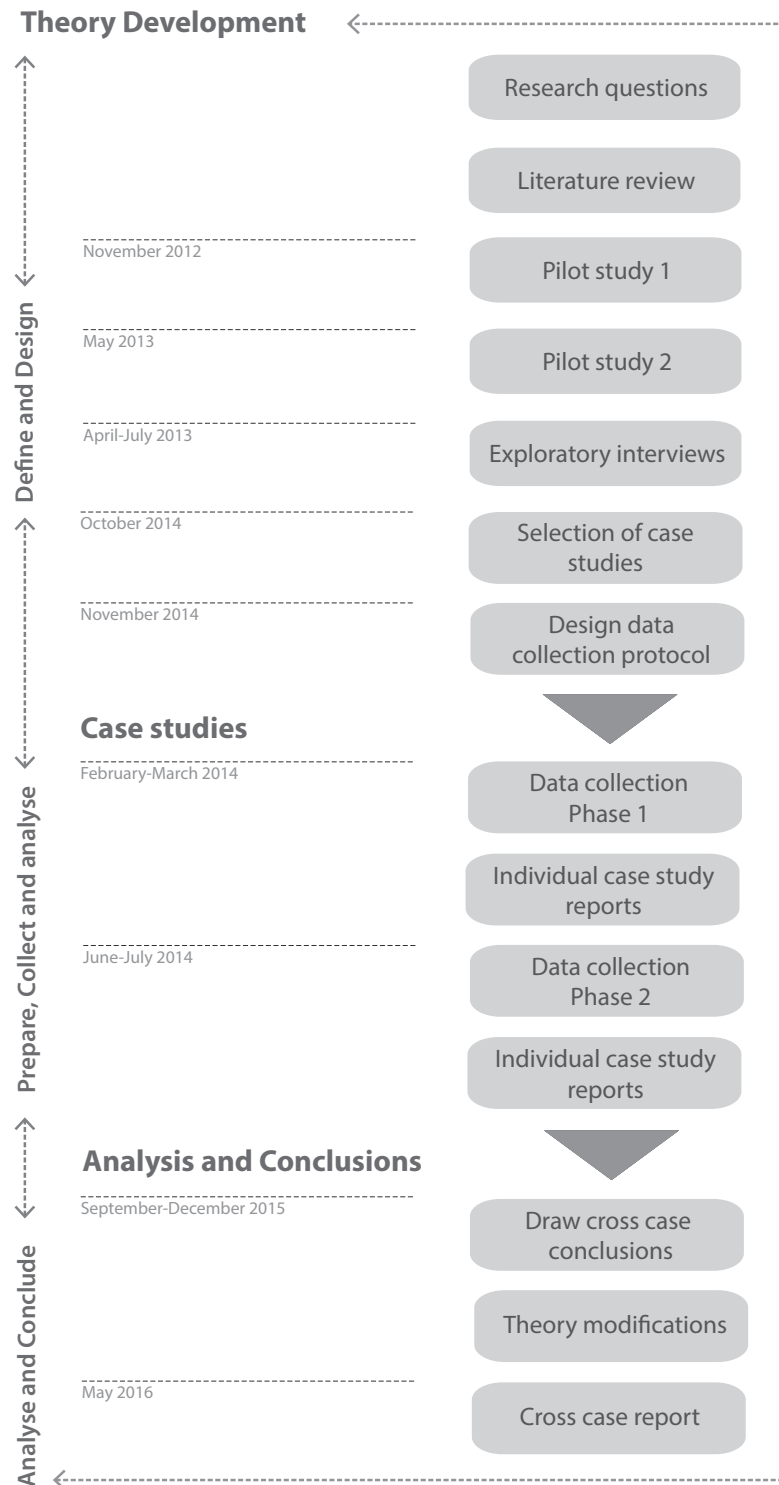 Theory Development
Research questions
Literature review
November 2012
Pilot study 1
May 2013
Pilot study 2
Define and Design
April-July 2013
Exploratory interviews
October 2014
Selection of case
studies
November 2014
Design data
collection protocol
Case studies
February-March 2014
Data collection
Phase 1
Prepare, Collect and analyse
Individual case study
reports
June-July 2014
Data collection
Phase 2
Individual case study
reports
Analysis and Conclusions
September-December 2015
Draw cross case
conclusions
Analyse and Conclude
Theory modifications
May 2016
Cross case report